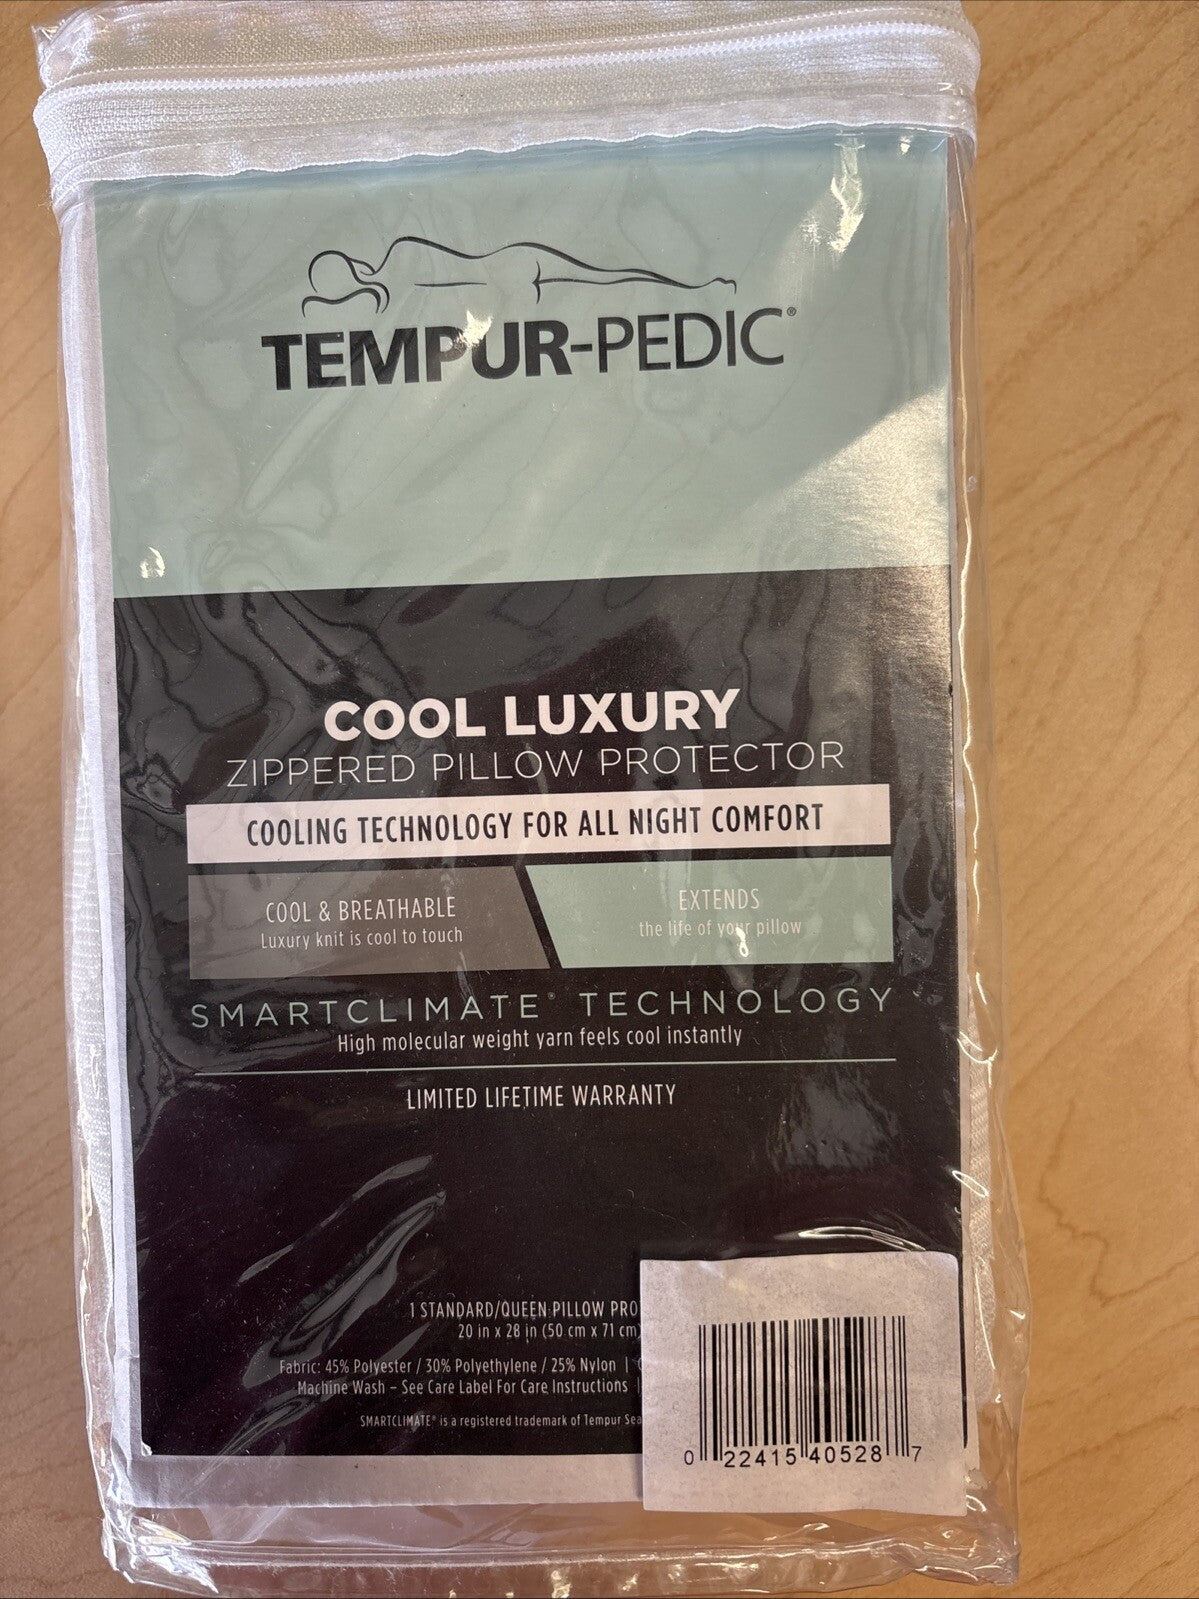 TEMPUR-PEDIC®
COOL LUXURY
ZIPPERED PILLOW PROTECTOR
COOLING TECHNOLOGY FOR ALL NIGHT COMFORT
COOL & BREATHABLE
Luxury knit is cool to touch
EXTENDS
the life of your pillow
SMARTCLIMATE® TECHNOLOGY
High molecular weight yarn feels cool instantly
LIMITED LIFETIME WARRANTY
1 STANDARD/QUEEN PILLOW
20 in x 28 in (50 cm x 71 cm)
Fabric: 45% Polyester / 30% Polyethylene / 25% Nylon |
Machine Wash – See Care Label For Care Instructions |
SMARTCLIMATE® is a registered trademark of Tempur
0 22415 40528 7